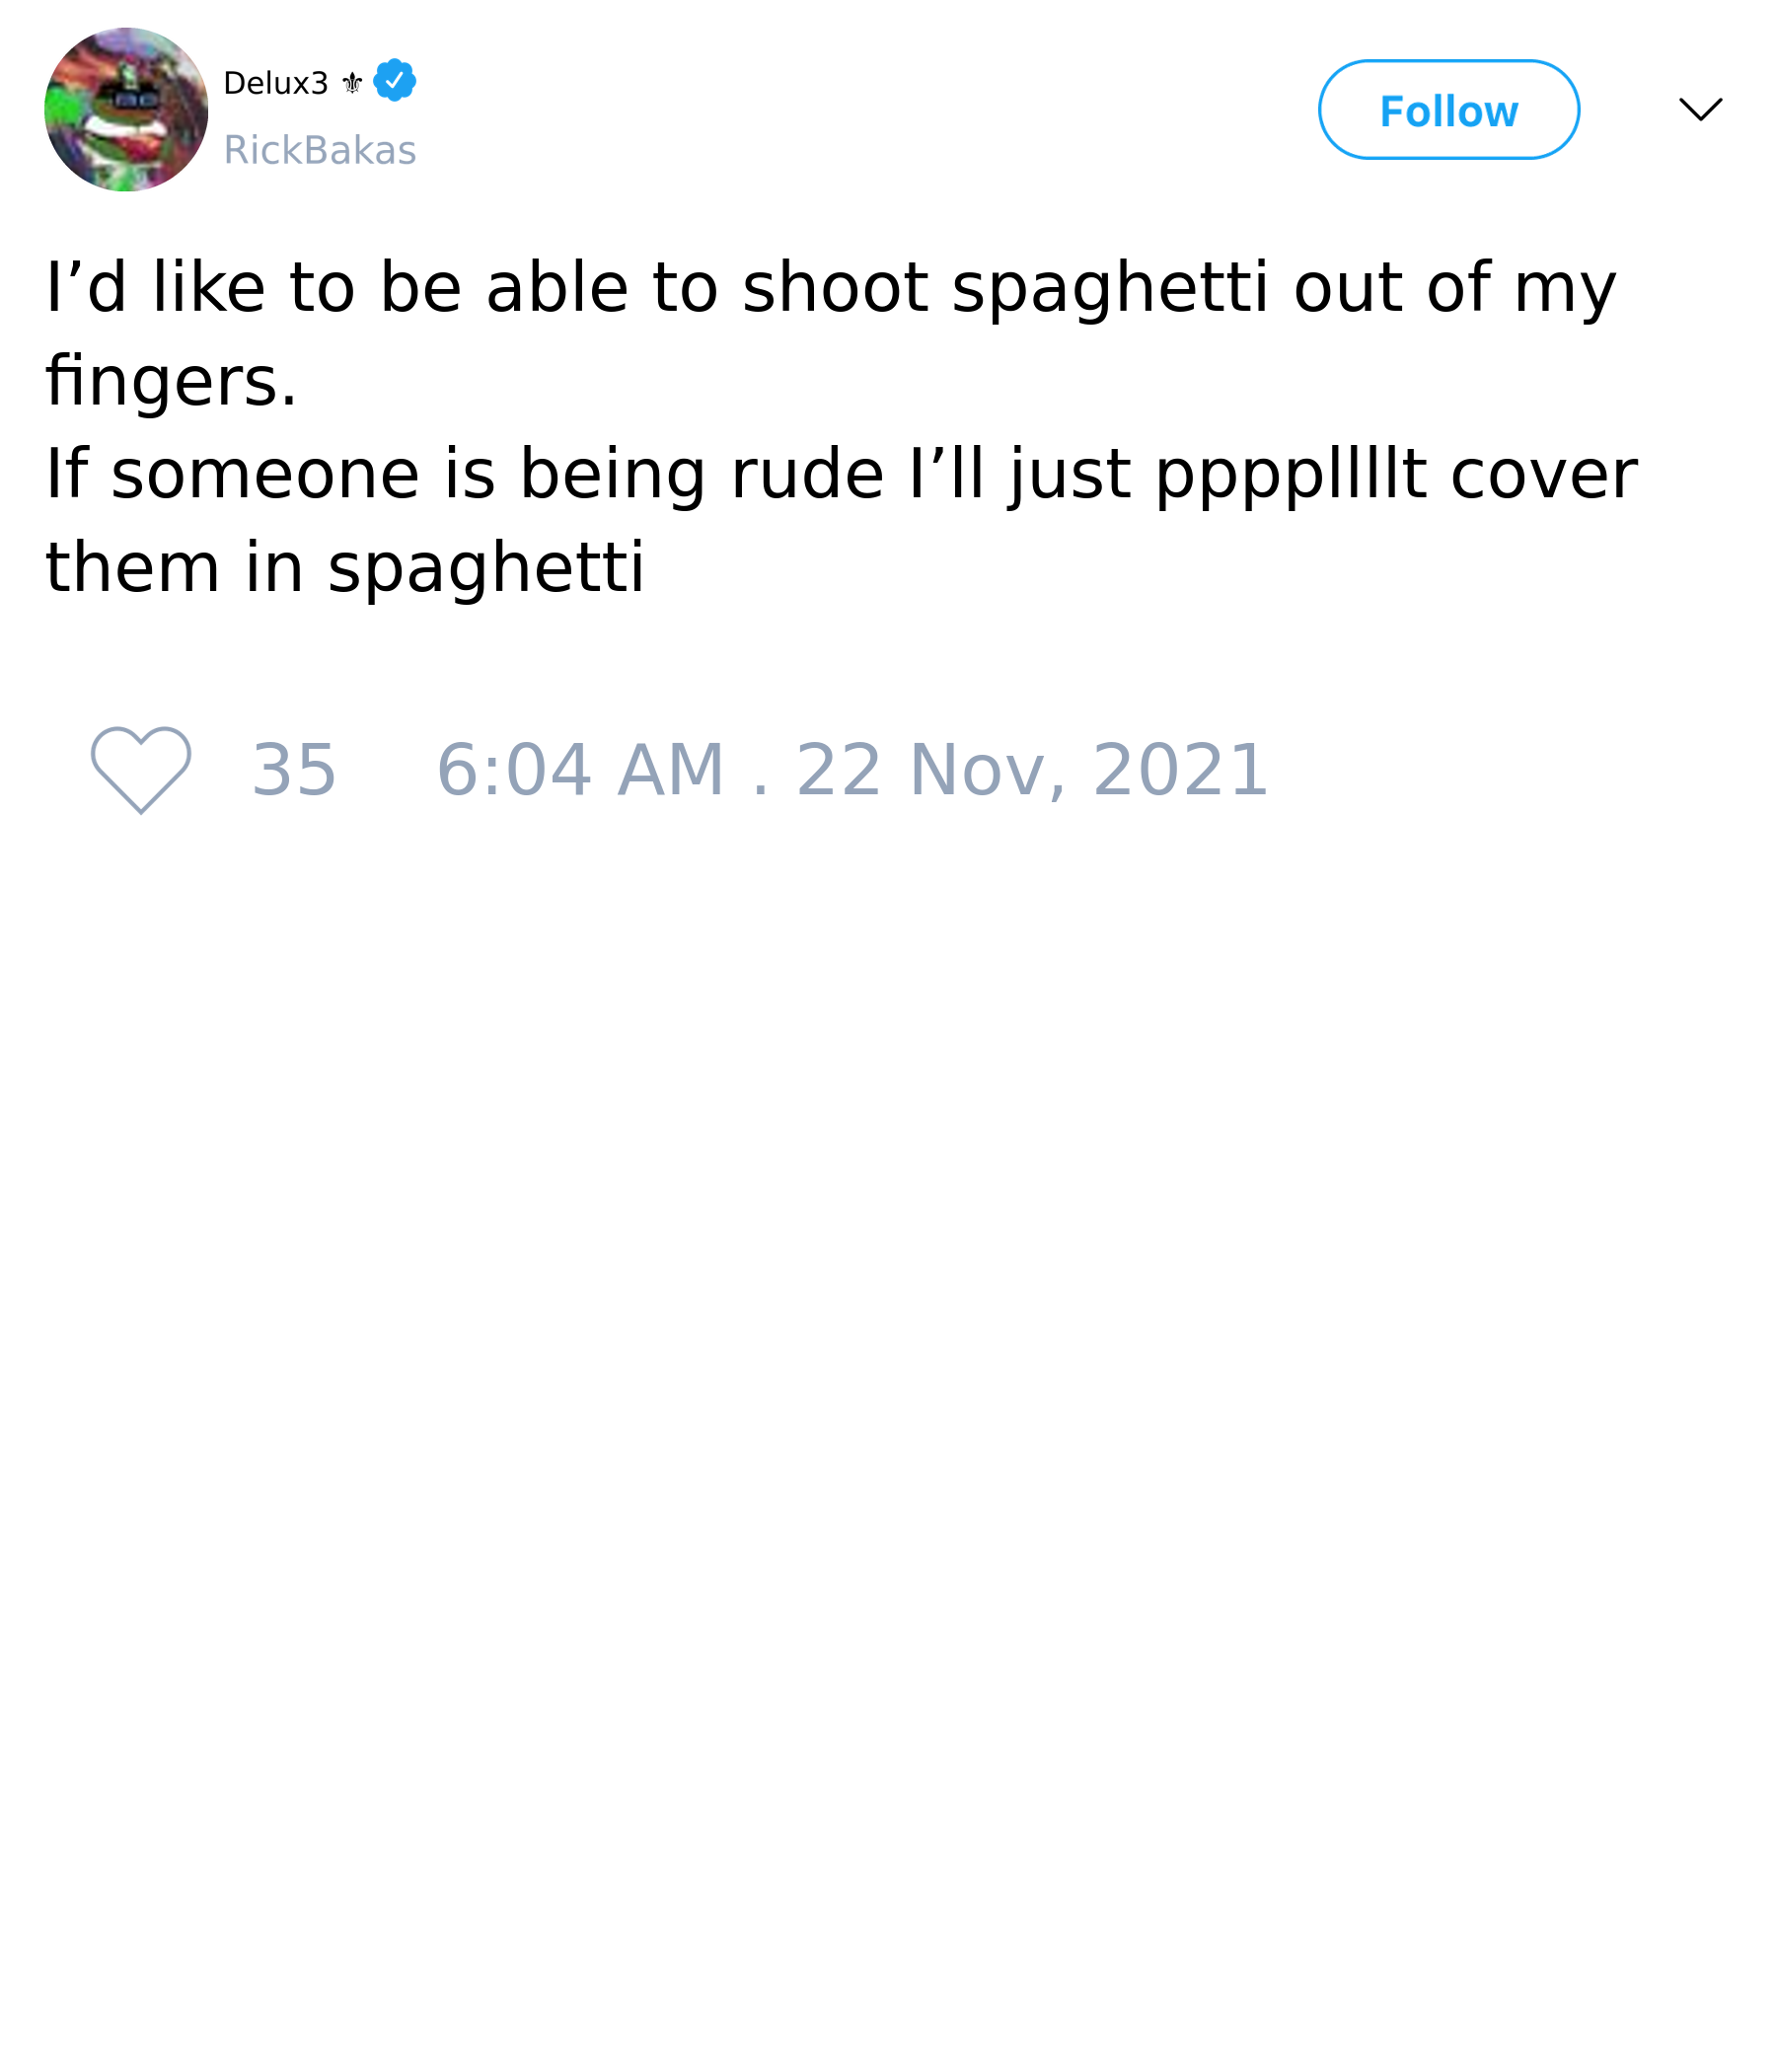 Delux3 ⚜
RickBakas
Follow
I’d like to be able to shoot spaghetti out of my
fingers.
If someone is being rude I’ll just pppplllllt cover
them in spaghetti
35 6:04 AM . 22 Nov, 2021